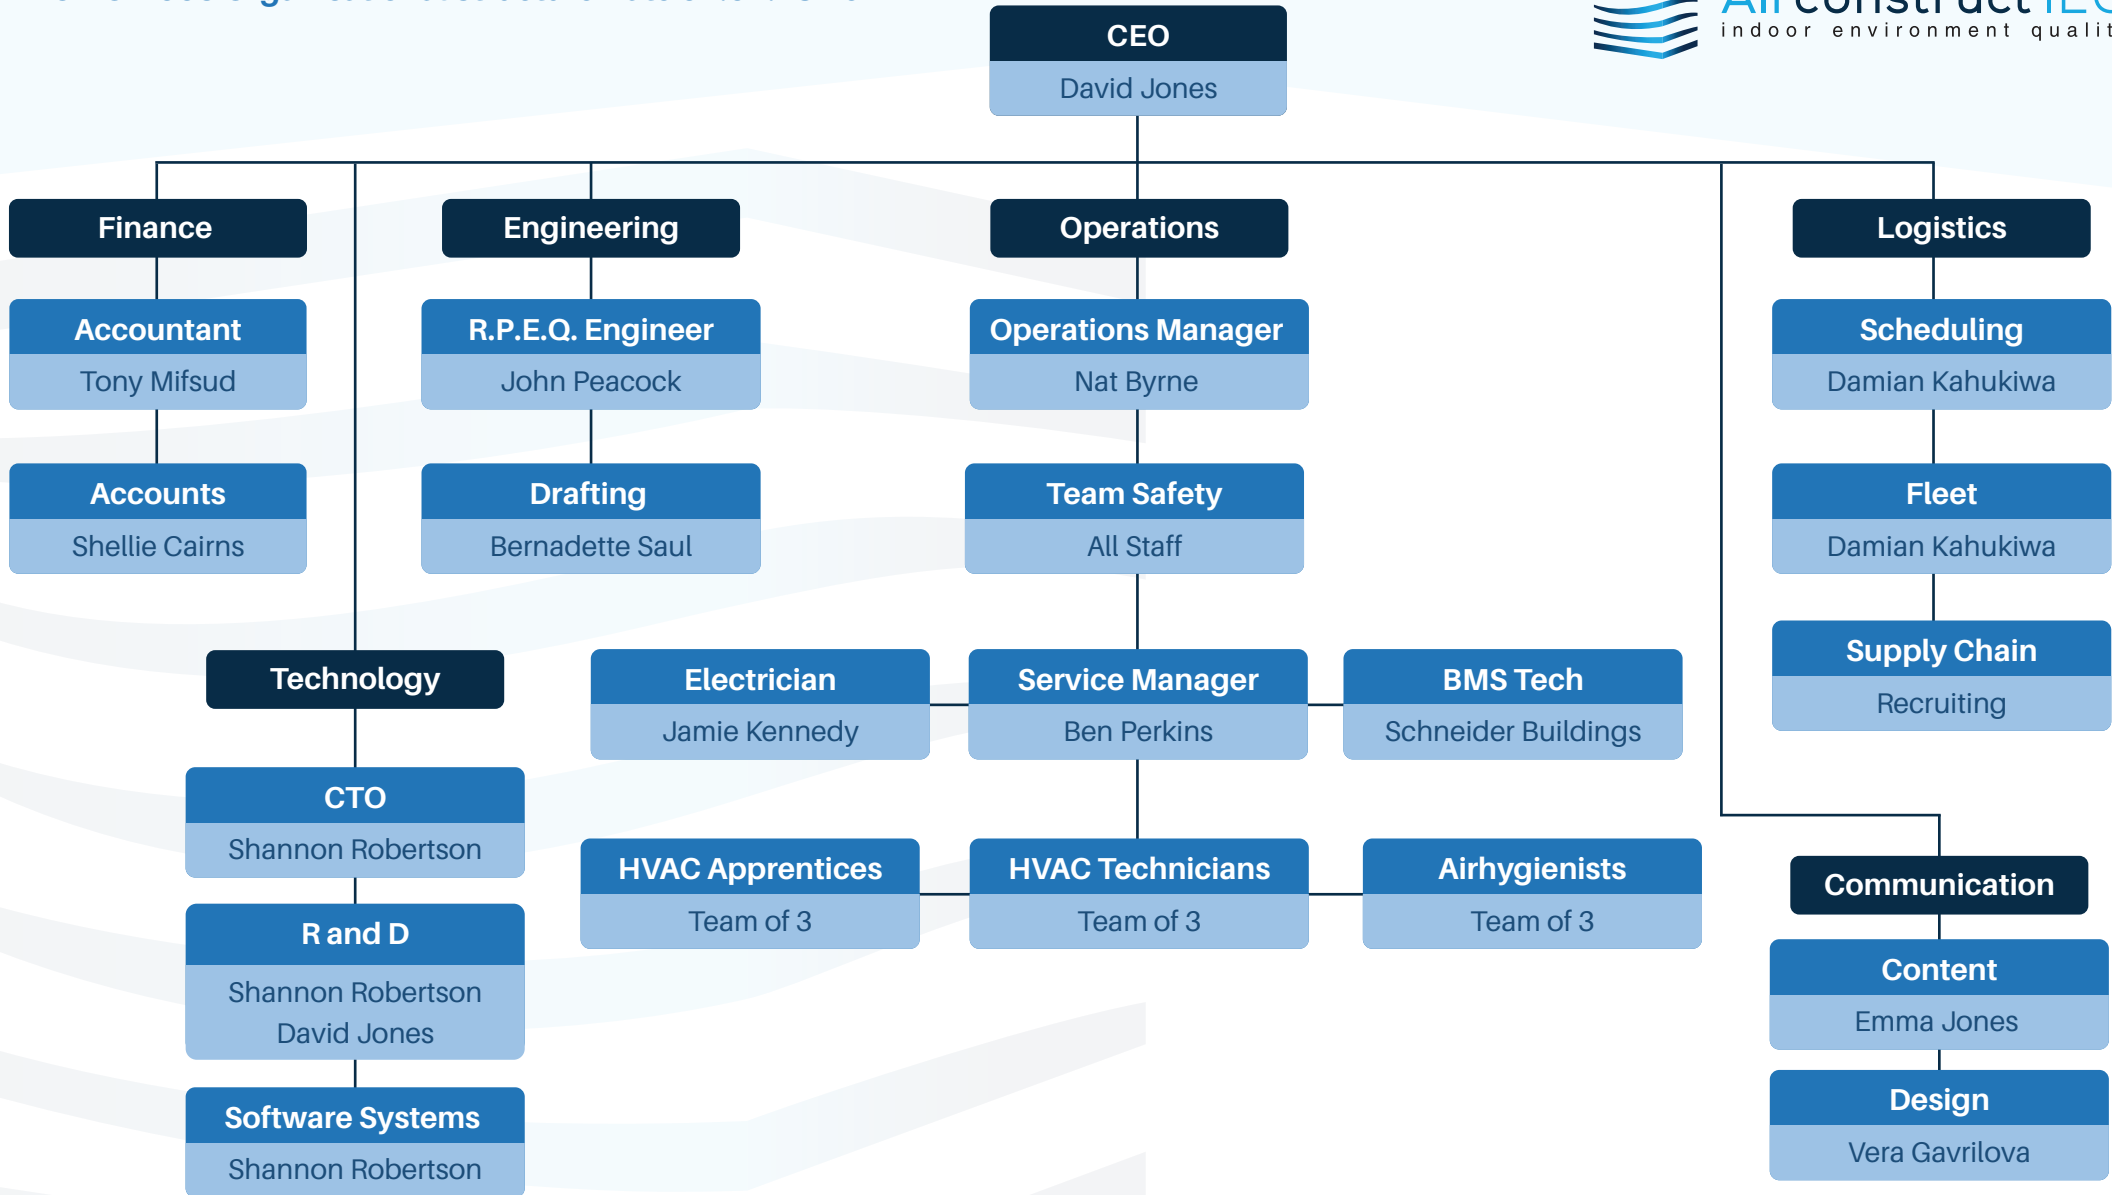 Airconstruct IEQ
indoor environment qualit
CEO
David Jones
Finance
Engineering
Operations
Logistics
Accountant
Tony Mifsud
R.P.E.Q. Engineer
John Peacock
Operations Manager
Nat Byrne
Scheduling
Damian Kahukiwa
Accounts
Shellie Cairns
Drafting
Bernadette Saul
Team Safety
All Staff
Fleet
Damian Kahukiwa
Supply Chain
Recruiting
Technology
Electrician
Jamie Kennedy
Service Manager
Ben Perkins
BMS Tech
Schneider Buildings
CTO
Shannon Robertson
HVAC Apprentices
Team of 3
HVAC Technicians
Team of 3
Airhygienists
Team of 3
Communication
R and D
Shannon Robertson
David Jones
Content
Emma Jones
Software Systems
Shannon Robertson
Design
Vera Gavrilova